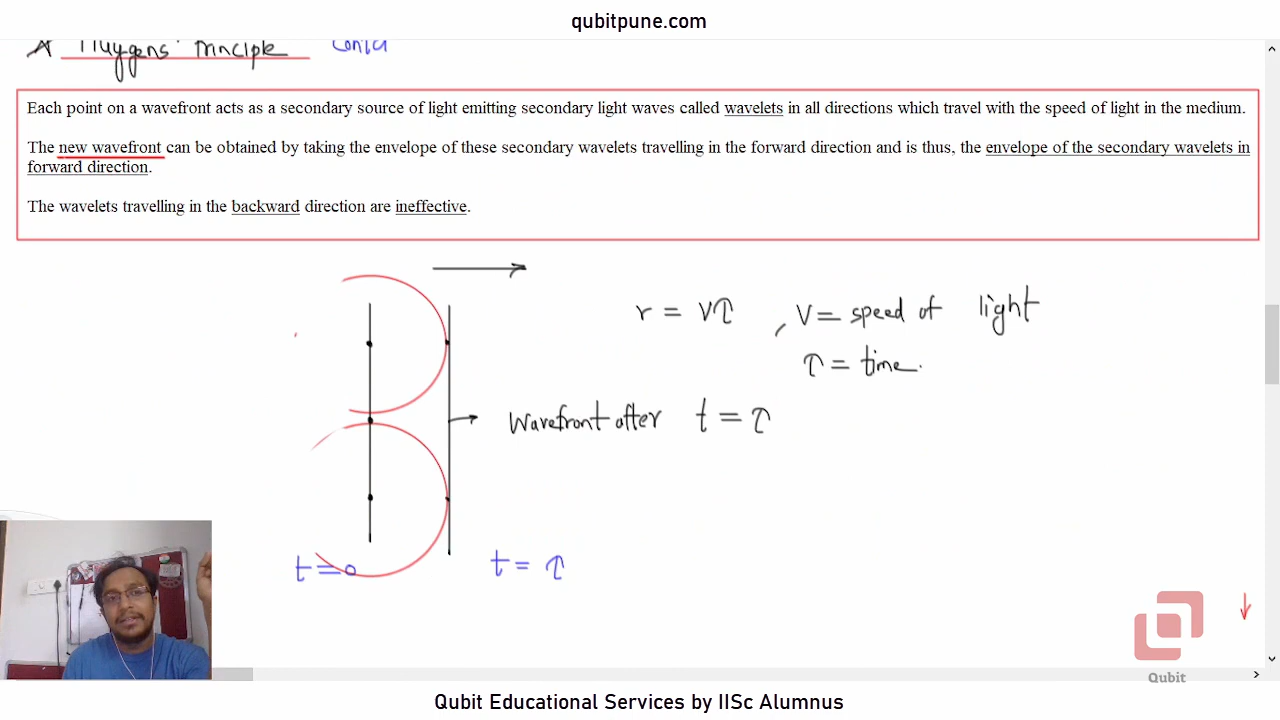 qubitpune.com
Huygens' Principle
Each point on a wavefront acts as a secondary source of light emitting secondary light waves called wavelets in all directions which travel with the speed of light in the medium.
The new wavefront can be obtained by taking the envelope of these secondary wavelets travelling in the forward direction and is thus, the envelope of the secondary wavelets in
forward direction.
The wavelets travelling in the backward direction are ineffective.
r = vτ , v = speed of light
τ = time.
Wavefront after t = τ
t = 0 t = τ
Qubit
Qubit Educational Services by IISc Alumnus